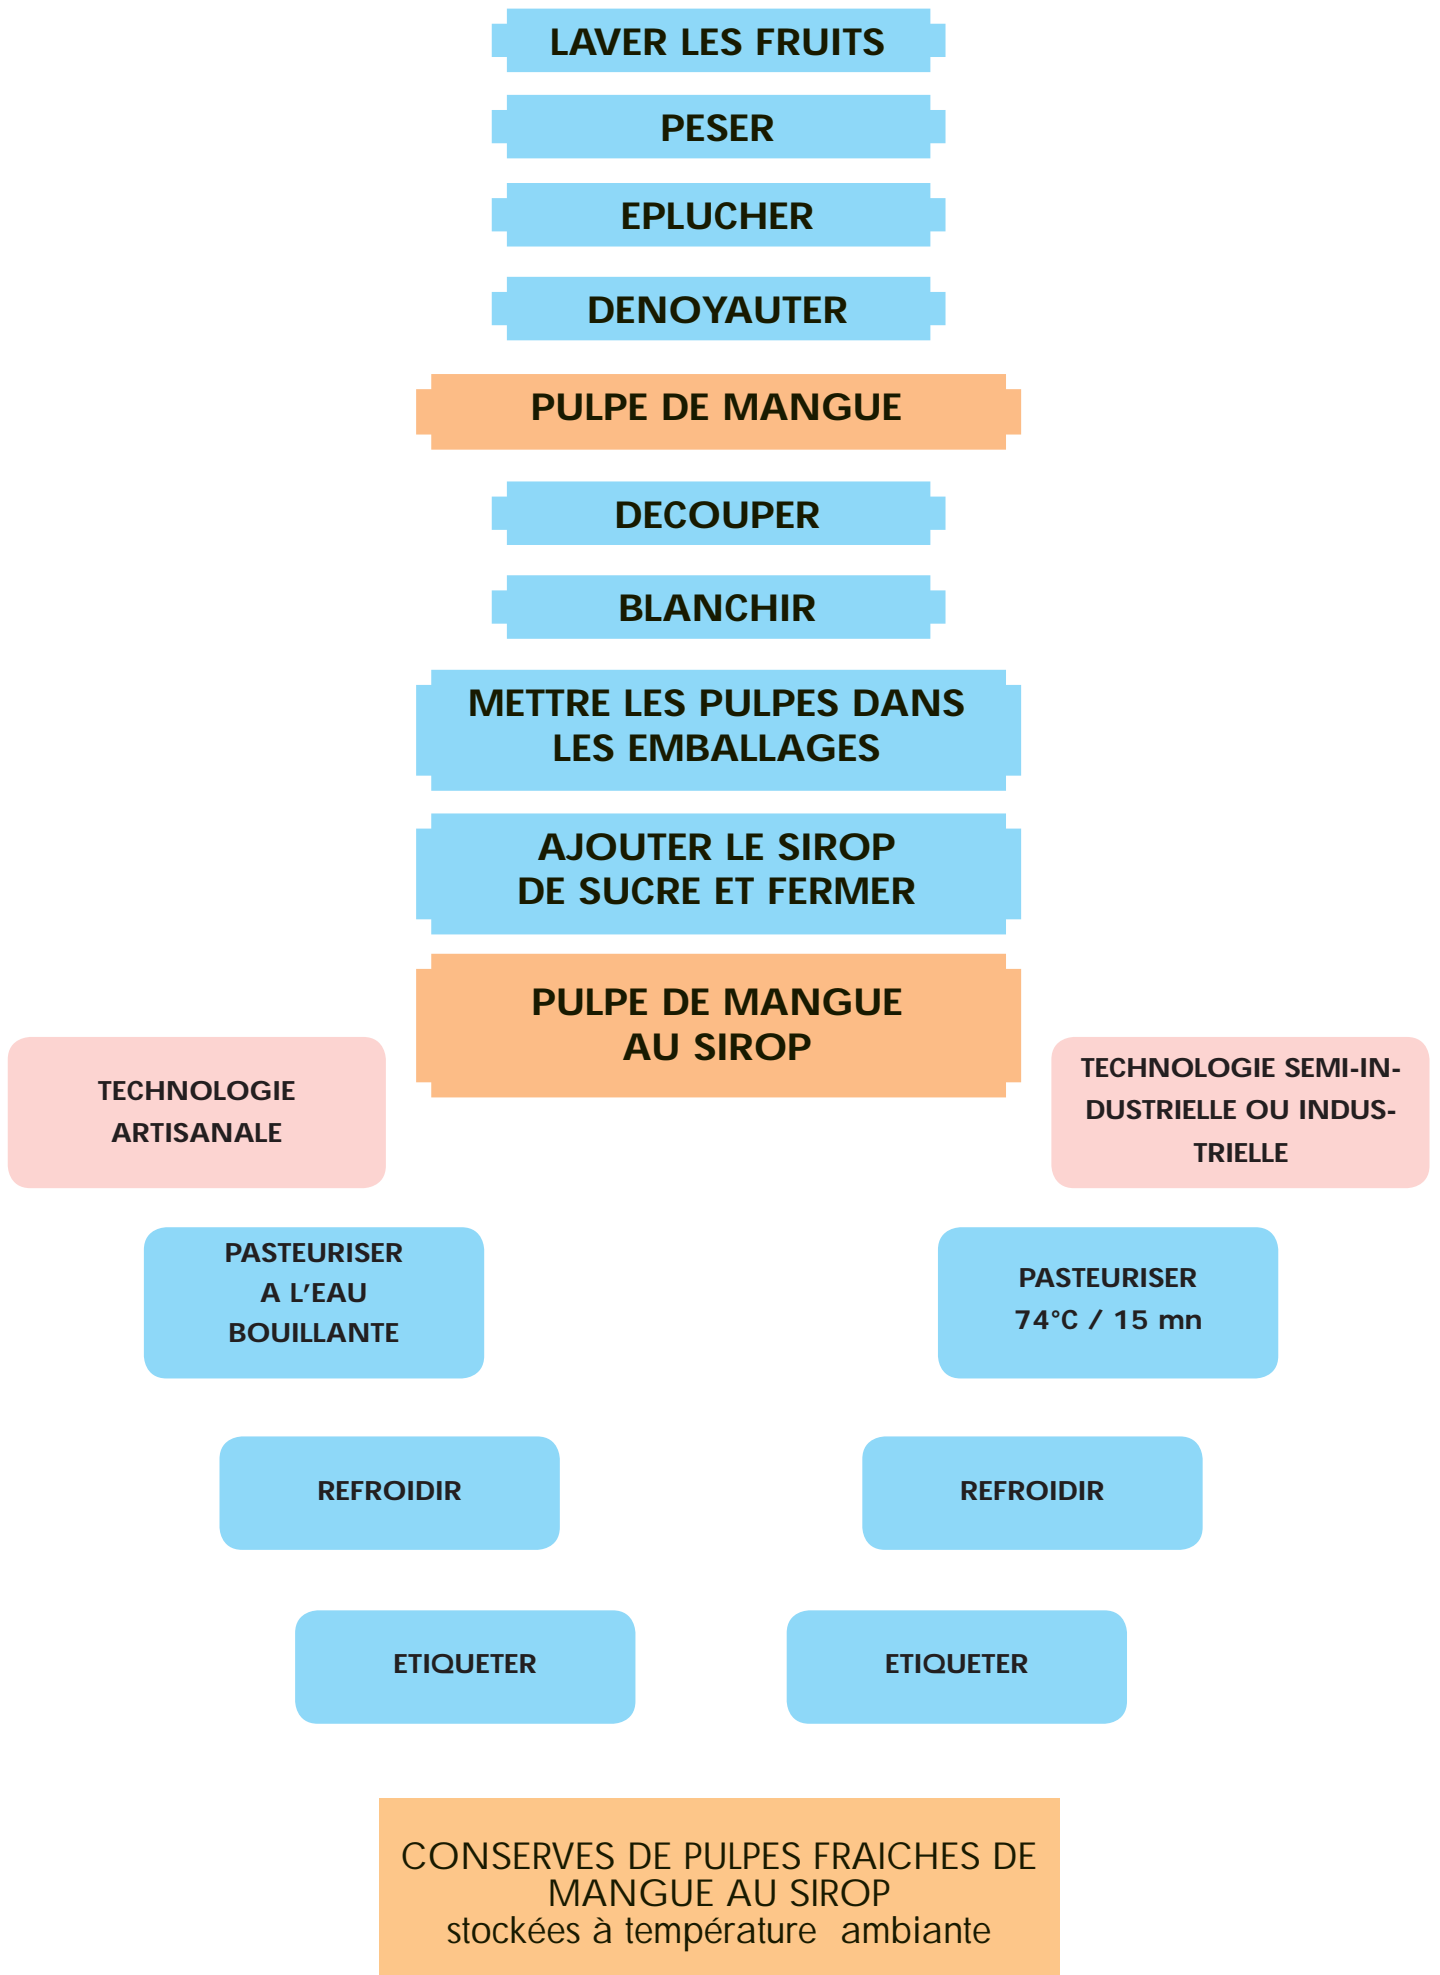 LAVER LES FRUITS
PESER
EPLUCHER
DENOYAUTER
PULPE DE MANGUE
DECOUPER
BLANCHIR
METTRE LES PULPES DANS
LES EMBALLAGES
AJOUTER LE SIROP
DE SUCRE ET FERMER
PULPE DE MANGUE
AU SIROP
TECHNOLOGIE
ARTISANALE
TECHNOLOGIE SEMI-IN-
DUSTRIELLE OU INDUS-
TRIELLE
PASTEURISER
A L’EAU
BOUILLANTE
PASTEURISER
74°C / 15 mn
REFROIDIR
REFROIDIR
ETIQUETER
ETIQUETER
CONSERVES DE PULPES FRAICHES DE
MANGUE AU SIROP
stockées à température ambiante